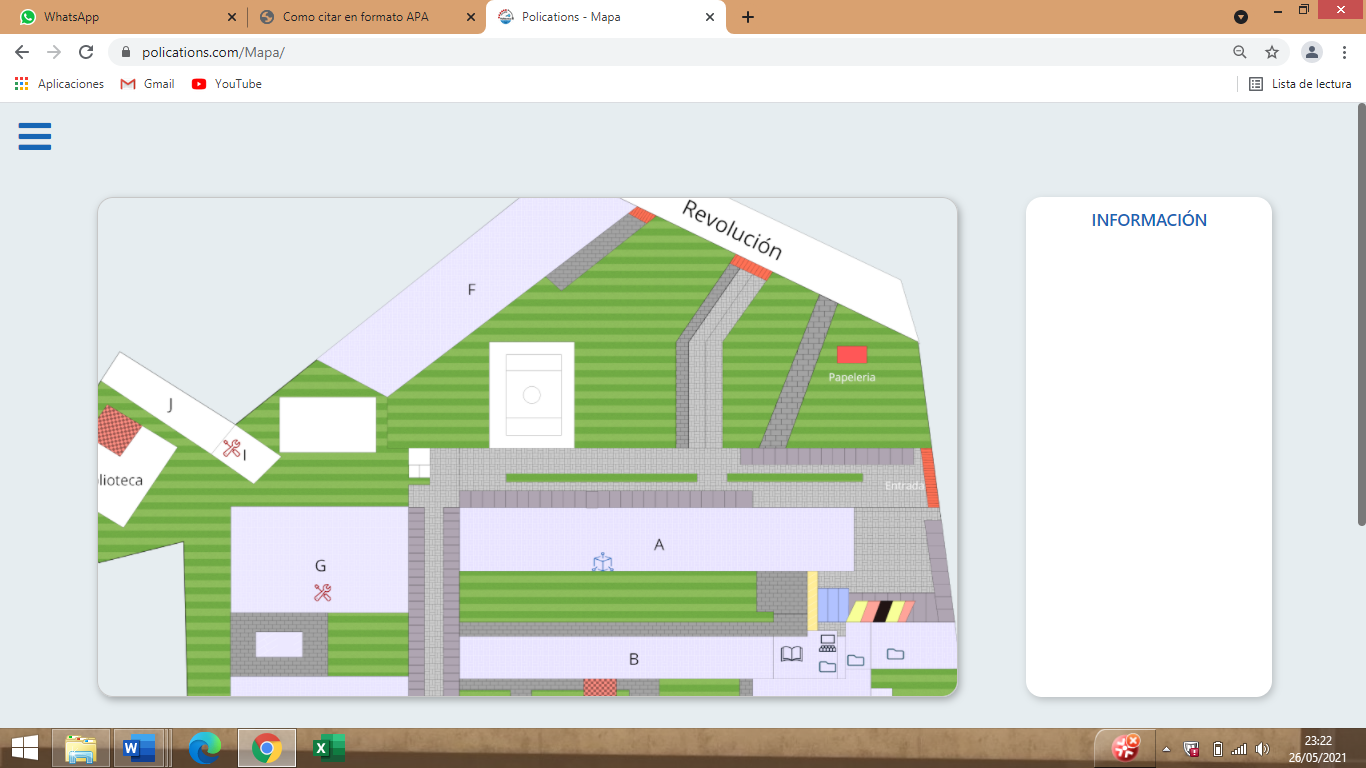 WhatsApp
Como citar en formato APA
Polications - Mapa
polications.com/Mapa/
Aplicaciones
Gmail
YouTube
Lista de lectura
INFORMACIÓN
Revolución
F
Papeleria
J
I
lioteca
Entrada
A
G
B
23:22
26/05/2021